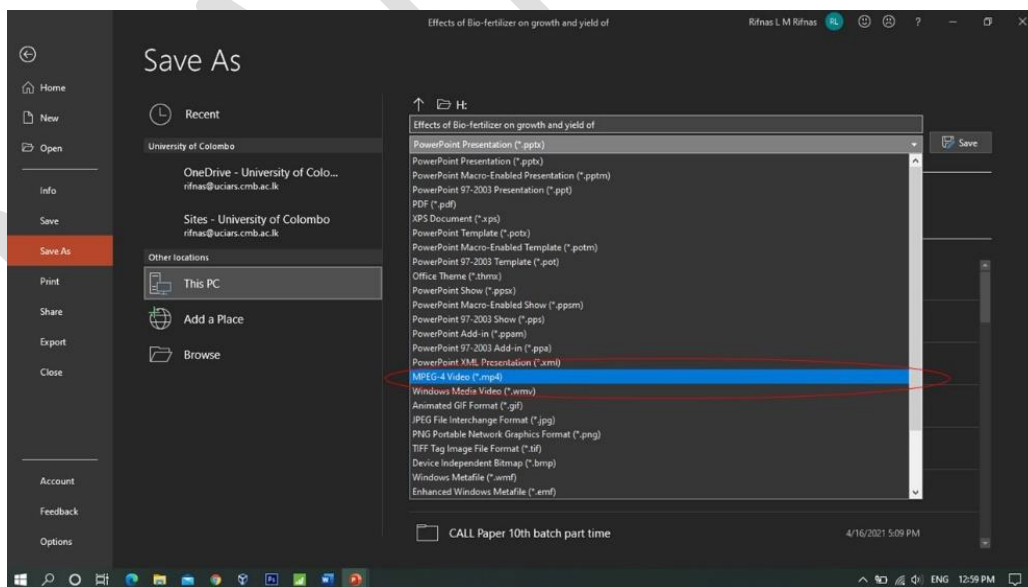 Effects of Bio-fertilizer on growth and yield of
Rifnas L M Rifnas
RL
?
Save As
Home
New
Open
Info
Save
Save As
Print
Share
Export
Close
Account
Feedback
Options
Recent
University of Colombo
OneDrive - University of Colo...
rifnas@uciars.cmb.ac.lk
Sites - University of Colombo
rifnas@uciars.cmb.ac.lk
Other locations
This PC
Add a Place
Browse
H:
Effects of Bio-fertilizer on growth and yield of
PowerPoint Presentation (*.pptx)
Save
PowerPoint Presentation (*.pptx)
PowerPoint Macro-Enabled Presentation (*.pptm)
PowerPoint 97-2003 Presentation (*.ppt)
PDF (*.pdf)
XPS Document (*.xps)
PowerPoint Template (*.potx)
PowerPoint Macro-Enabled Template (*.potm)
PowerPoint 97-2003 Template (*.pot)
Office Theme (*.thmx)
PowerPoint Show (*.ppsx)
PowerPoint Macro-Enabled Show (*.ppsm)
PowerPoint 97-2003 Show (*.pps)
PowerPoint Add-in (*.ppam)
PowerPoint 97-2003 Add-in (*.ppa)
PowerPoint XML Presentation (*.xml)
MPEG-4 Video (*.mp4)
Windows Media Video (*.wmv)
Animated GIF Format (*.gif)
JPEG File Interchange Format (*.jpg)
PNG Portable Network Graphics Format (*.png)
TIFF Tag Image File Format (*.tif)
Device Independent Bitmap (*.bmp)
Windows Metafile (*.wmf)
Enhanced Windows Metafile (*.emf)
CALL Paper 10th batch part time
4/16/2021 5:09 PM
Ps
ENG 12:59 PM